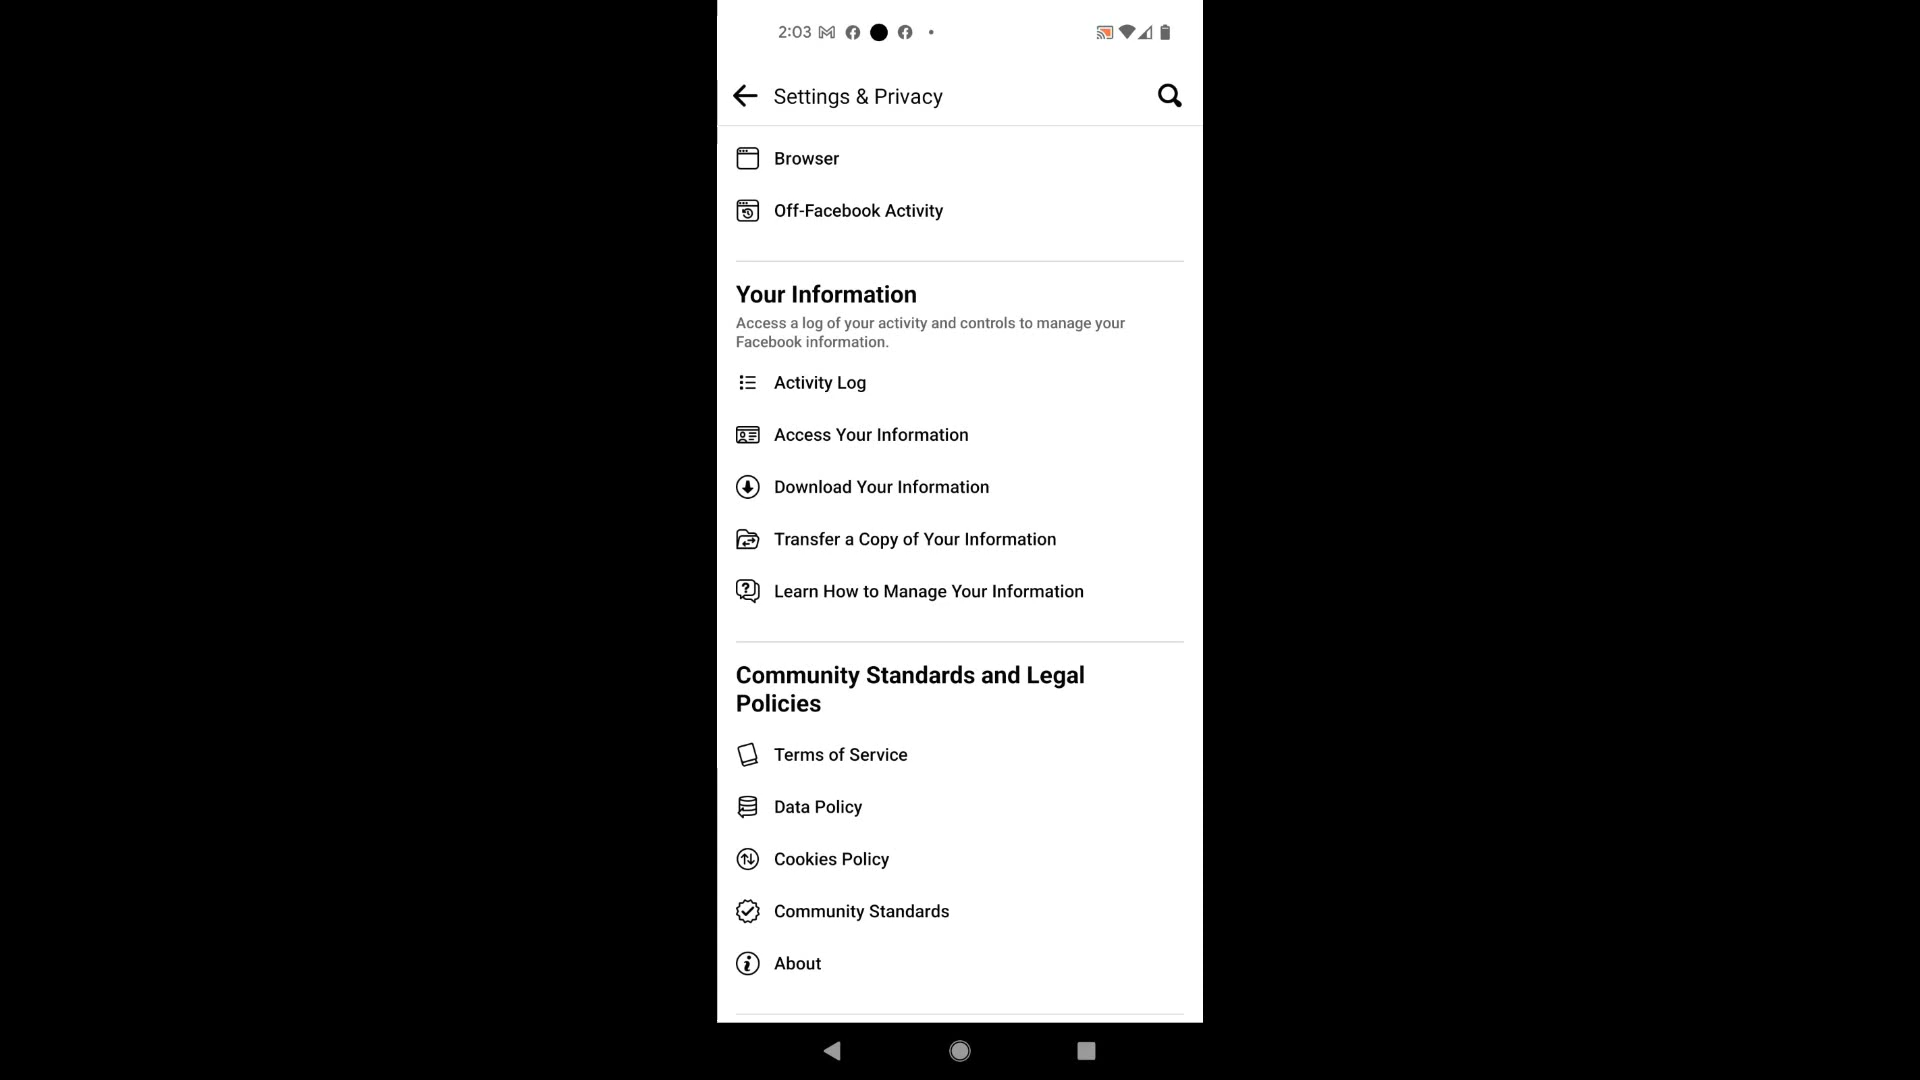 2:03
Settings & Privacy
Browser
Off-Facebook Activity
Your Information
Access a log of your activity and controls to manage your
Facebook information.
Activity Log
Access Your Information
Download Your Information
Transfer a Copy of Your Information
Learn How to Manage Your Information
Community Standards and Legal
Policies
Terms of Service
Data Policy
Cookies Policy
Community Standards
About